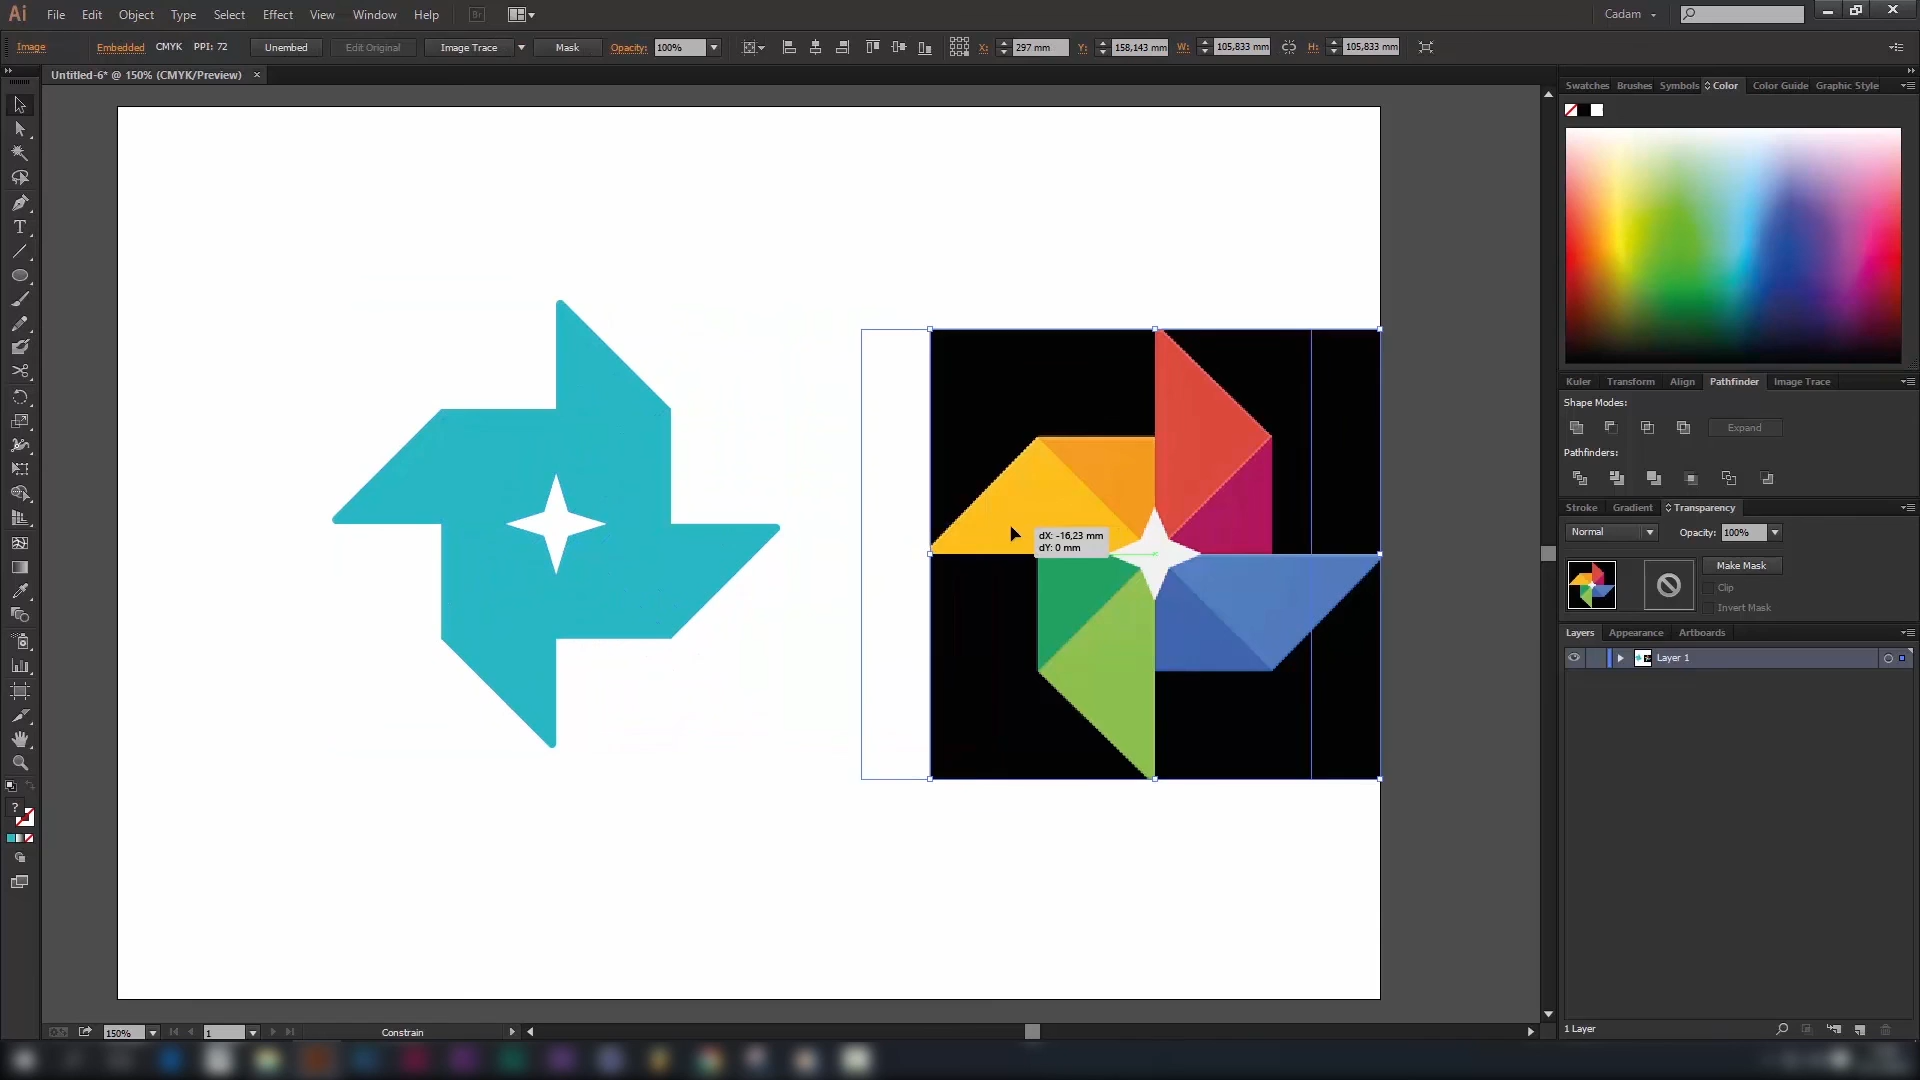 Ai File Edit Object Type Select Effect View Window Help Br Cadam
Image Embedded CMYK PPI: 72 Unembed Edit Original Image Trace Mask Opacity: 100% X: 297 mm Y: 158,143 mm W: 105,833 mm H: 105,833 mm
Untitled-6* @ 150% (CMYK/Preview)
Swatches Brushes Symbols Color Color Guide Graphic Style
Kuler Transform Align Pathfinder Image Trace
Shape Modes:
Expand
Pathfinders:
Stroke Gradient Transparency
Normal Opacity: 100%
dX: -16,23 mm
dY: 0 mm
Make Mask
Clip
Invert Mask
Layers Appearance Artboards
Layer 1
1 Layer
150% 1 Constrain